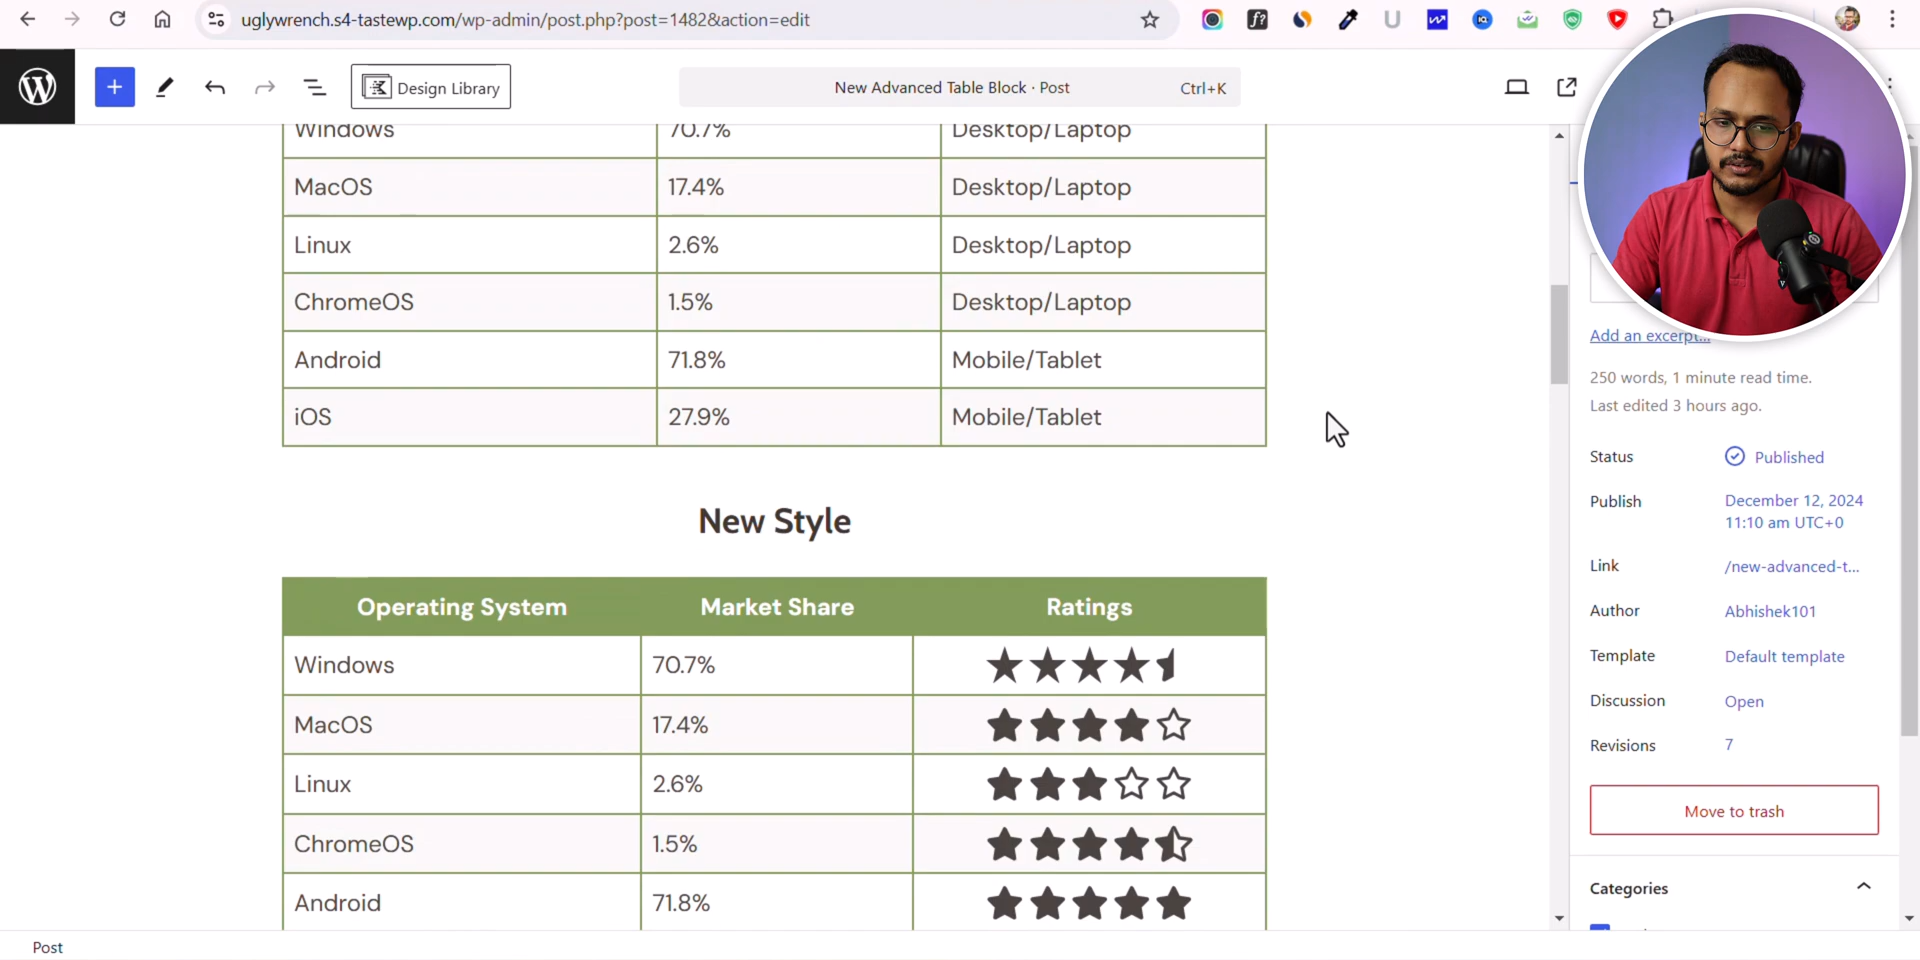 uglywrench.s4-tastewp.com/wp-admin/post.php?post=1482&action=edit
Design Library
New Advanced Table Block · Post
Ctrl+K
Windows 70.7% Desktop/Laptop
MacOS 17.4% Desktop/Laptop
Linux 2.6% Desktop/Laptop
ChromeOS 1.5% Desktop/Laptop
Android 71.8% Mobile/Tablet
iOS 27.9% Mobile/Tablet
New Style
Operating System Market Share Ratings
Windows 70.7%
MacOS 17.4%
Linux 2.6%
ChromeOS 1.5%
Android 71.8%
Add an excerpt...
250 words, 1 minute read time.
Last edited 3 hours ago.
Status Published
Publish December 12, 2024
11:10 am UTC+0
Link /new-advanced-t...
Author Abhishek101
Template Default template
Discussion Open
Revisions 7
Move to trash
Categories
Post